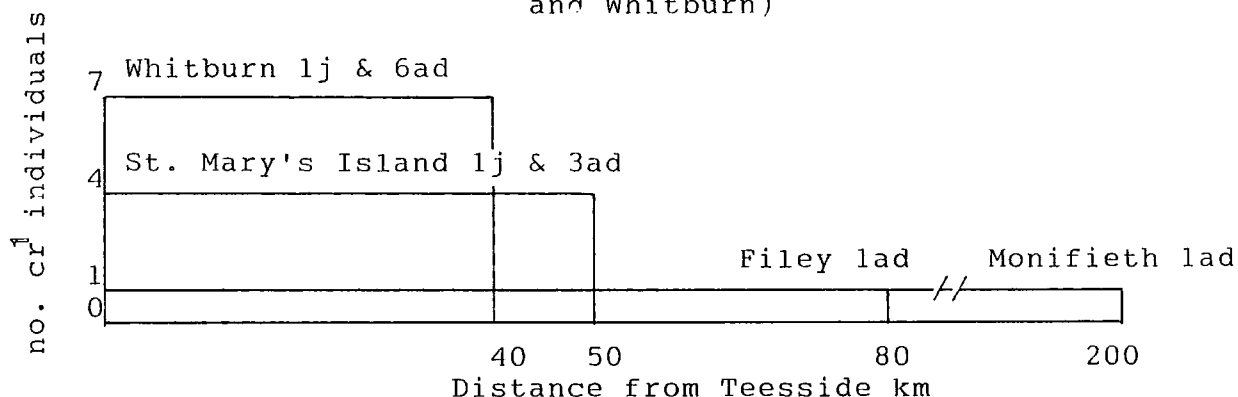 and Whitburn)
no. cr¹ individuals
7
Whitburn 1j & 6ad
4
St. Mary's Island 1j & 3ad
Filey 1ad
Monifieth 1ad
1
0
40 50 80 200
Distance from Teesside km